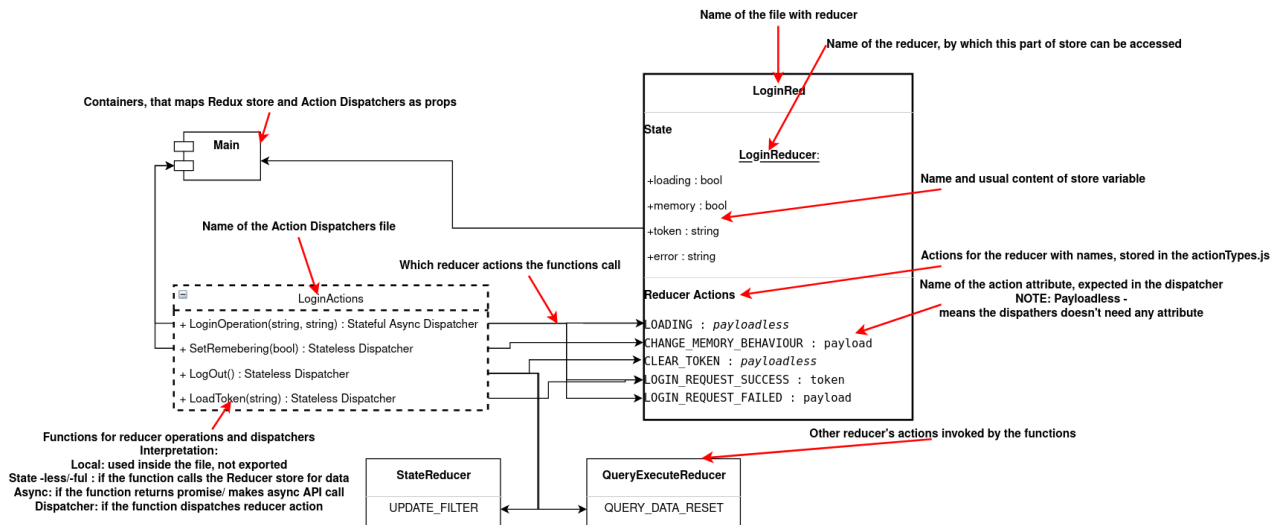 Name of the file with reducer
Name of the reducer, by which this part of store can be accessed
LoginRed
Containers, that maps Redux store and Action Dispatchers as props
State
Main
LoginReducer:
+loading : bool
Name and usual content of store variable
+memory : bool
Name of the Action Dispatchers file
+token : string
+error : string
Actions for the reducer with names, stored in the actionTypes.js
Which reducer actions the functions call
Name of the action attribute, expected in the dispatcher
NOTE: Payloadless -
means the dispathers doesn't need any attribute
Reducer Actions
LoginActions
+ LoginOperation(string, string) : Stateful Async Dispatcher
+ SetRemebering(bool) : Stateless Dispatcher
+ LogOut() : Stateless Dispatcher
+ LoadToken(string) : Stateless Dispatcher
LOADING : payloadless
CHANGE_MEMORY_BEHAVIOUR : payload
CLEAR_TOKEN : payloadless
LOGIN_REQUEST_SUCCESS : token
LOGIN_REQUEST_FAILED : payload
Functions for reducer operations and dispatchers
Interpretation:
Local: used inside the file, not exported
State -less/-ful : if the function calls the Reducer store for data
Async: if the function returns promise/ makes async API call
Dispatcher: if the function dispatches reducer action
Other reducer's actions invoked by the functions
StateReducer
UPDATE_FILTER
QueryExecuteReducer
QUERY_DATA_RESET